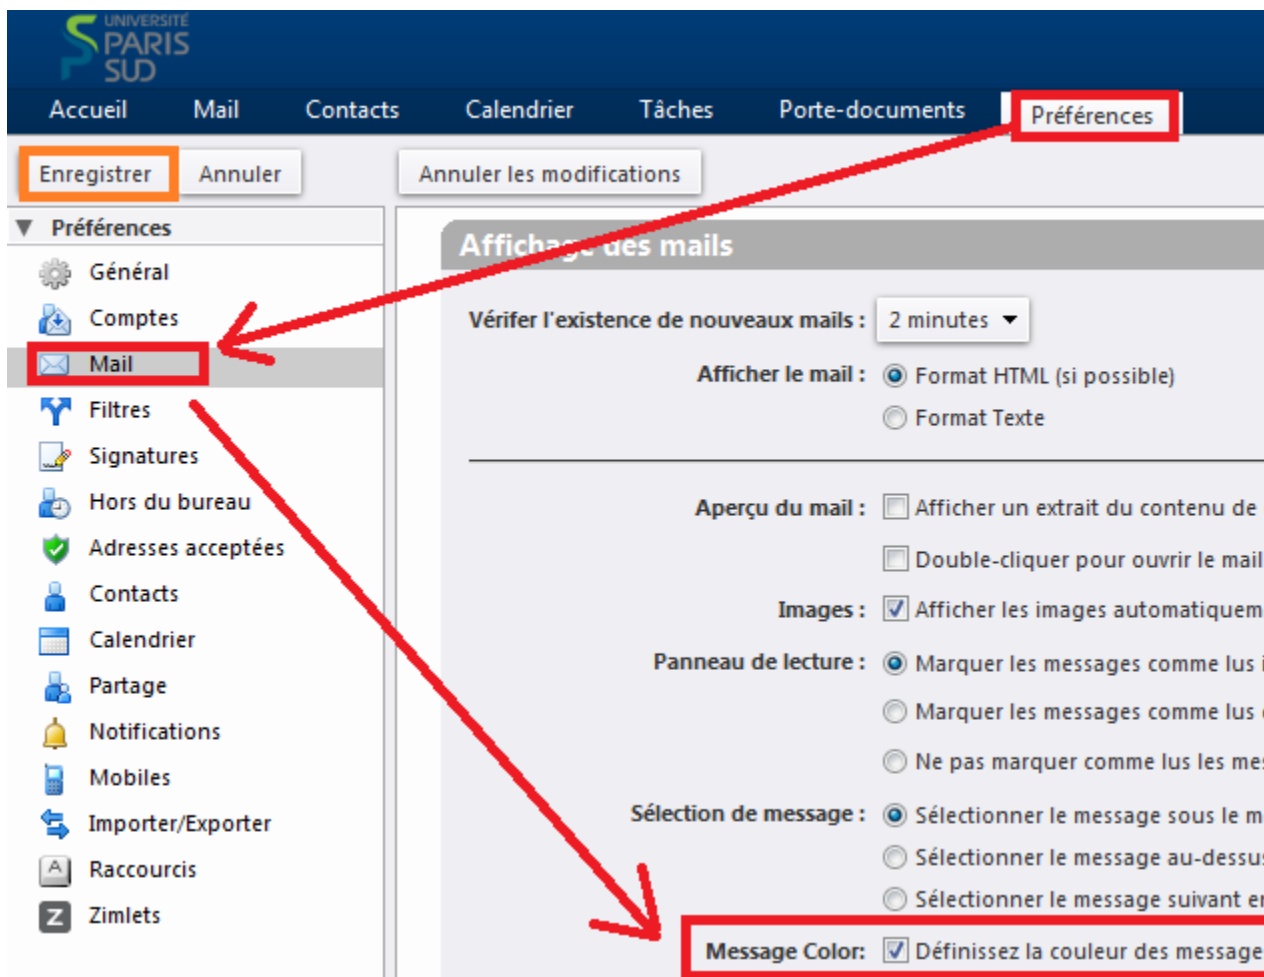 UNIVERSITÉ
PARIS
SUD
Accueil Mail Contacts Calendrier Tâches Porte-documents Préférences
Enregistrer Annuler Annuler les modifications
Préférences
Général
Comptes
Mail
Filtres
Signatures
Hors du bureau
Adresses acceptées
Contacts
Calendrier
Partage
Notifications
Mobiles
Importer/Exporter
A Raccourcis
Z Zimlets
Affichage des mails
Vérifer l'existence de nouveaux mails : 2 minutes
Afficher le mail : Format HTML (si possible)
Format Texte
Aperçu du mail : Afficher un extrait du contenu de
Double-cliquer pour ouvrir le mail
Images : Afficher les images automatiquem
Panneau de lecture : Marquer les messages comme lus i
Marquer les messages comme lus
Ne pas marquer comme lus les mes
Sélection de message : Sélectionner le message sous le m
Sélectionner le message au-dessus
Sélectionner le message suivant en
Message Color: Définissez la couleur des message